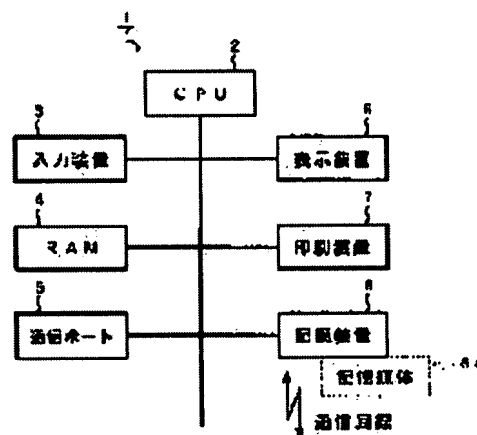 1
2
CPU
3
6
入力装置
表示装置
4
7
RAM
印刷装置
5
8
通信ポート
記憶装置
記憶媒体
8a
通信回線